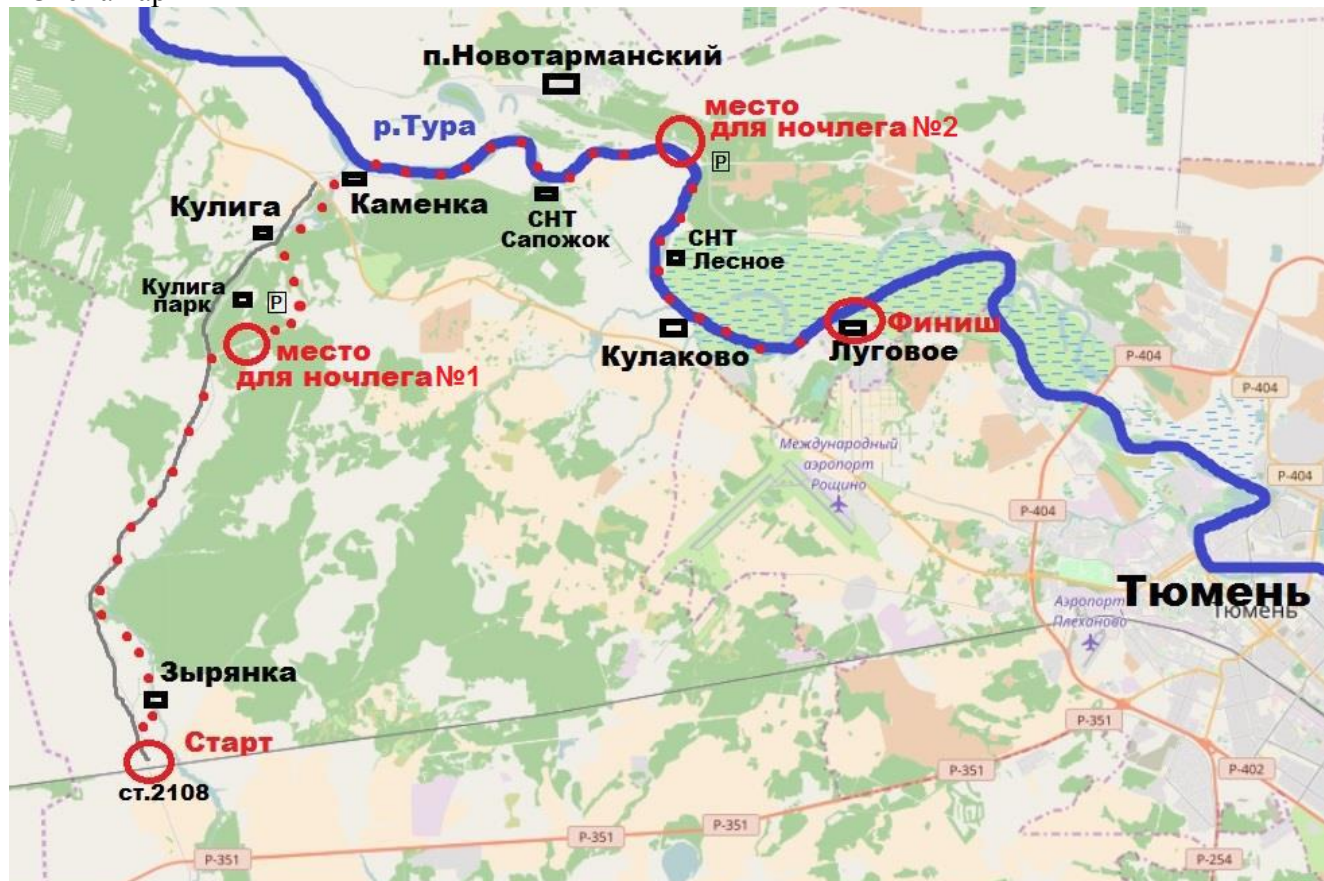 п.Новотарманский
место
для ночлега №2
р.Тура
P
Кулига
Каменка
СНТ
Сапожок
СНТ
Лесное
Кулига
парк
P
место
для ночлега №1
Кулаково
Финиш
Луговое
Р-404
Р-404
Р-404
Р-404
Международный
аэропорт
Рощино
Тюмень
Тюмень
Аэропорт
Плеханово
Зырянка
Старт
ст.2108
Р-351
Р-351
Р-351
Р-351
Р-351
Р-402
Р-254